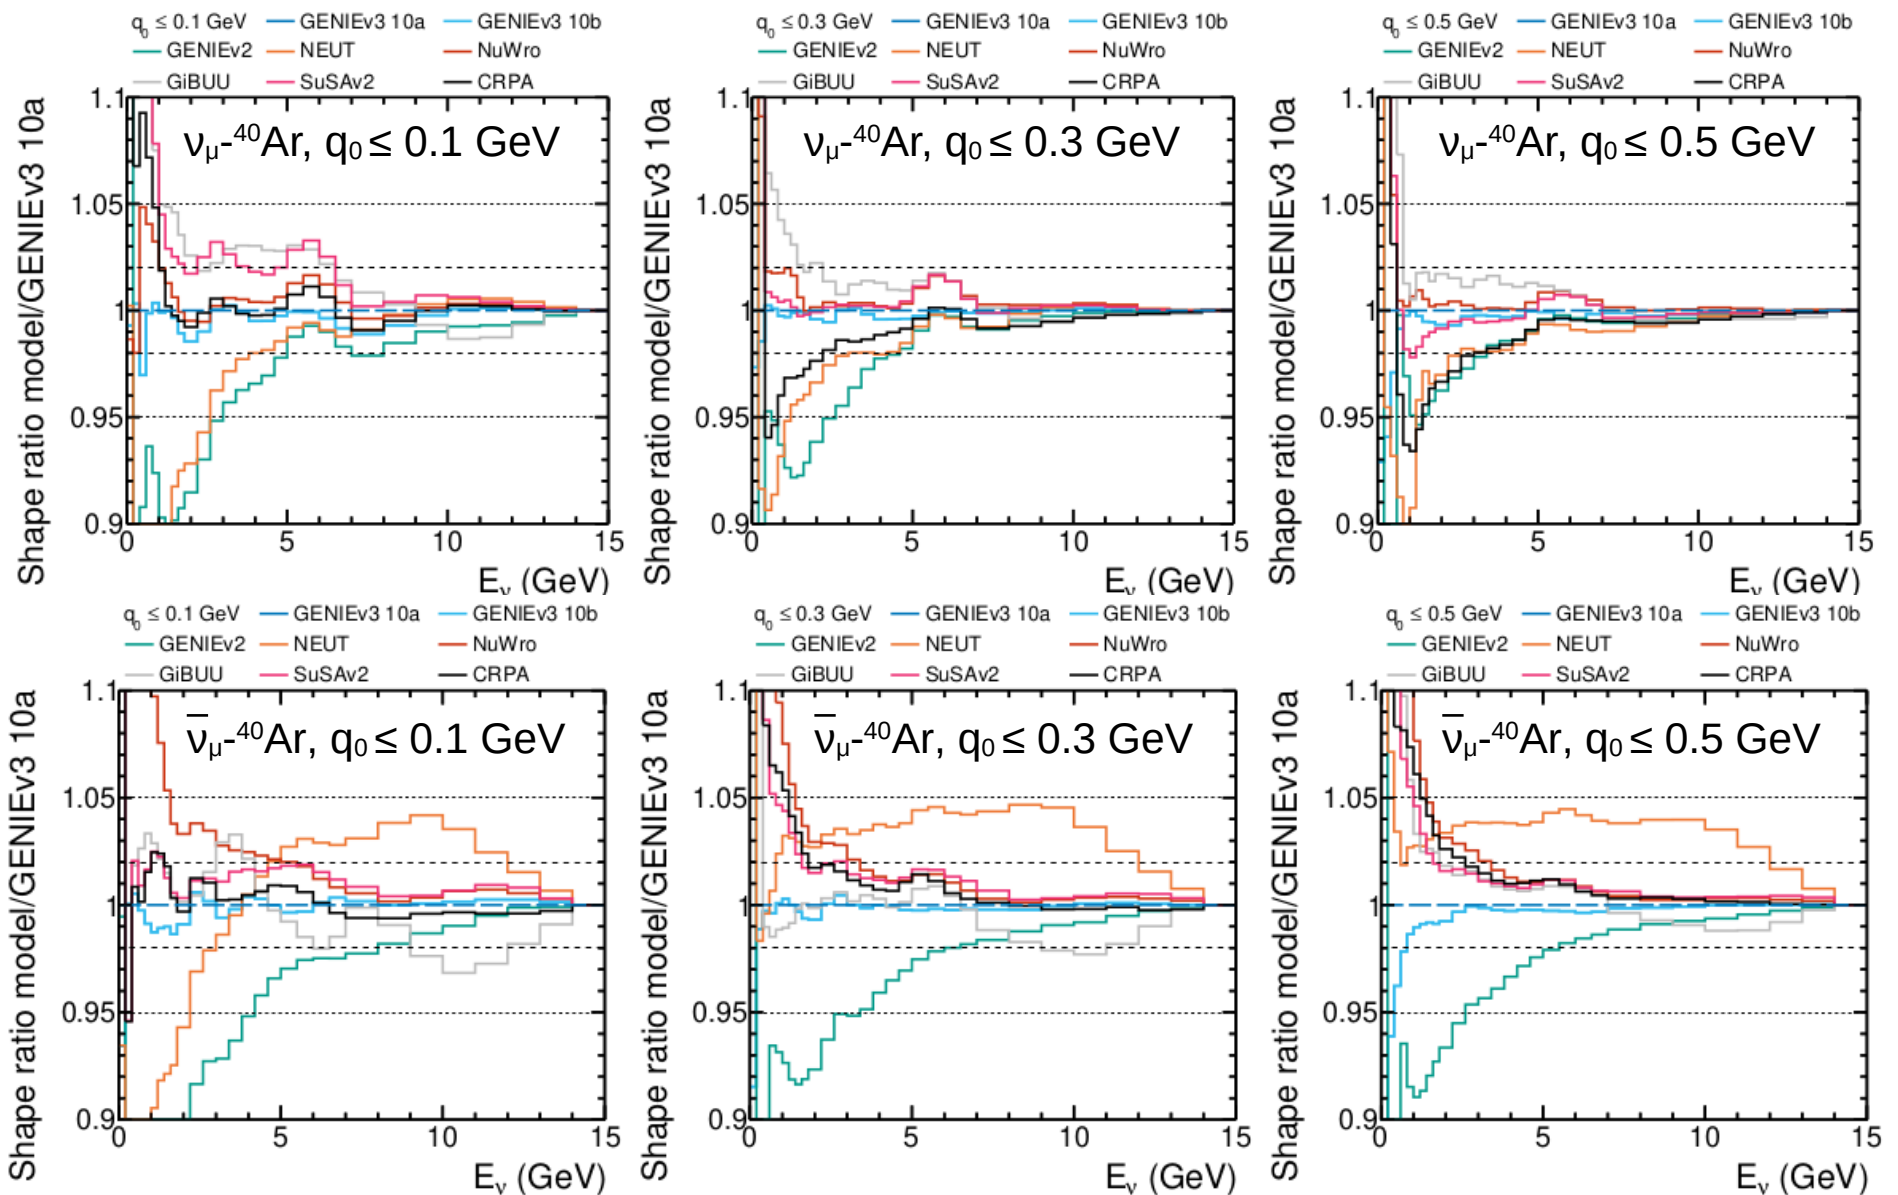 q0 ≤ 0.1 GeV GENIEv3 10a GENIEv3 10b
GENIEv2 NEUT NuWro
GiBUU SuSAv2 CRPA
νμ-40Ar, q0 ≤ 0.1 GeV
Shape ratio model/GENIEv3 10a
1.1
1.05
1
0.95
0.9
0 5 10 15
Eν (GeV)
q0 ≤ 0.3 GeV GENIEv3 10a GENIEv3 10b
GENIEv2 NEUT NuWro
GiBUU SuSAv2 CRPA
νμ-40Ar, q0 ≤ 0.3 GeV
Shape ratio model/GENIEv3 10a
1.1
1.05
1
0.95
0.9
0 5 10 15
Eν (GeV)
q0 ≤ 0.5 GeV GENIEv3 10a GENIEv3 10b
GENIEv2 NEUT NuWro
GiBUU SuSAv2 CRPA
νμ-40Ar, q0 ≤ 0.5 GeV
Shape ratio model/GENIEv3 10a
1.1
1.05
1
0.95
0.9
0 5 10 15
Eν (GeV)
q0 ≤ 0.1 GeV GENIEv3 10a GENIEv3 10b
GENIEv2 NEUT NuWro
GiBUU SuSAv2 CRPA
ν̅μ-40Ar, q0 ≤ 0.1 GeV
Shape ratio model/GENIEv3 10a
1.1
1.05
1
0.95
0.9
0 5 10 15
Eν (GeV)
q0 ≤ 0.3 GeV GENIEv3 10a GENIEv3 10b
GENIEv2 NEUT NuWro
GiBUU SuSAv2 CRPA
ν̅μ-40Ar, q0 ≤ 0.3 GeV
Shape ratio model/GENIEv3 10a
1.1
1.05
1
0.95
0.9
0 5 10 15
Eν (GeV)
q0 ≤ 0.5 GeV GENIEv3 10a GENIEv3 10b
GENIEv2 NEUT NuWro
GiBUU SuSAv2 CRPA
ν̅μ-40Ar, q0 ≤ 0.5 GeV
Shape ratio model/GENIEv3 10a
1.1
1.05
1
0.95
0.9
0 5 10 15
Eν (GeV)